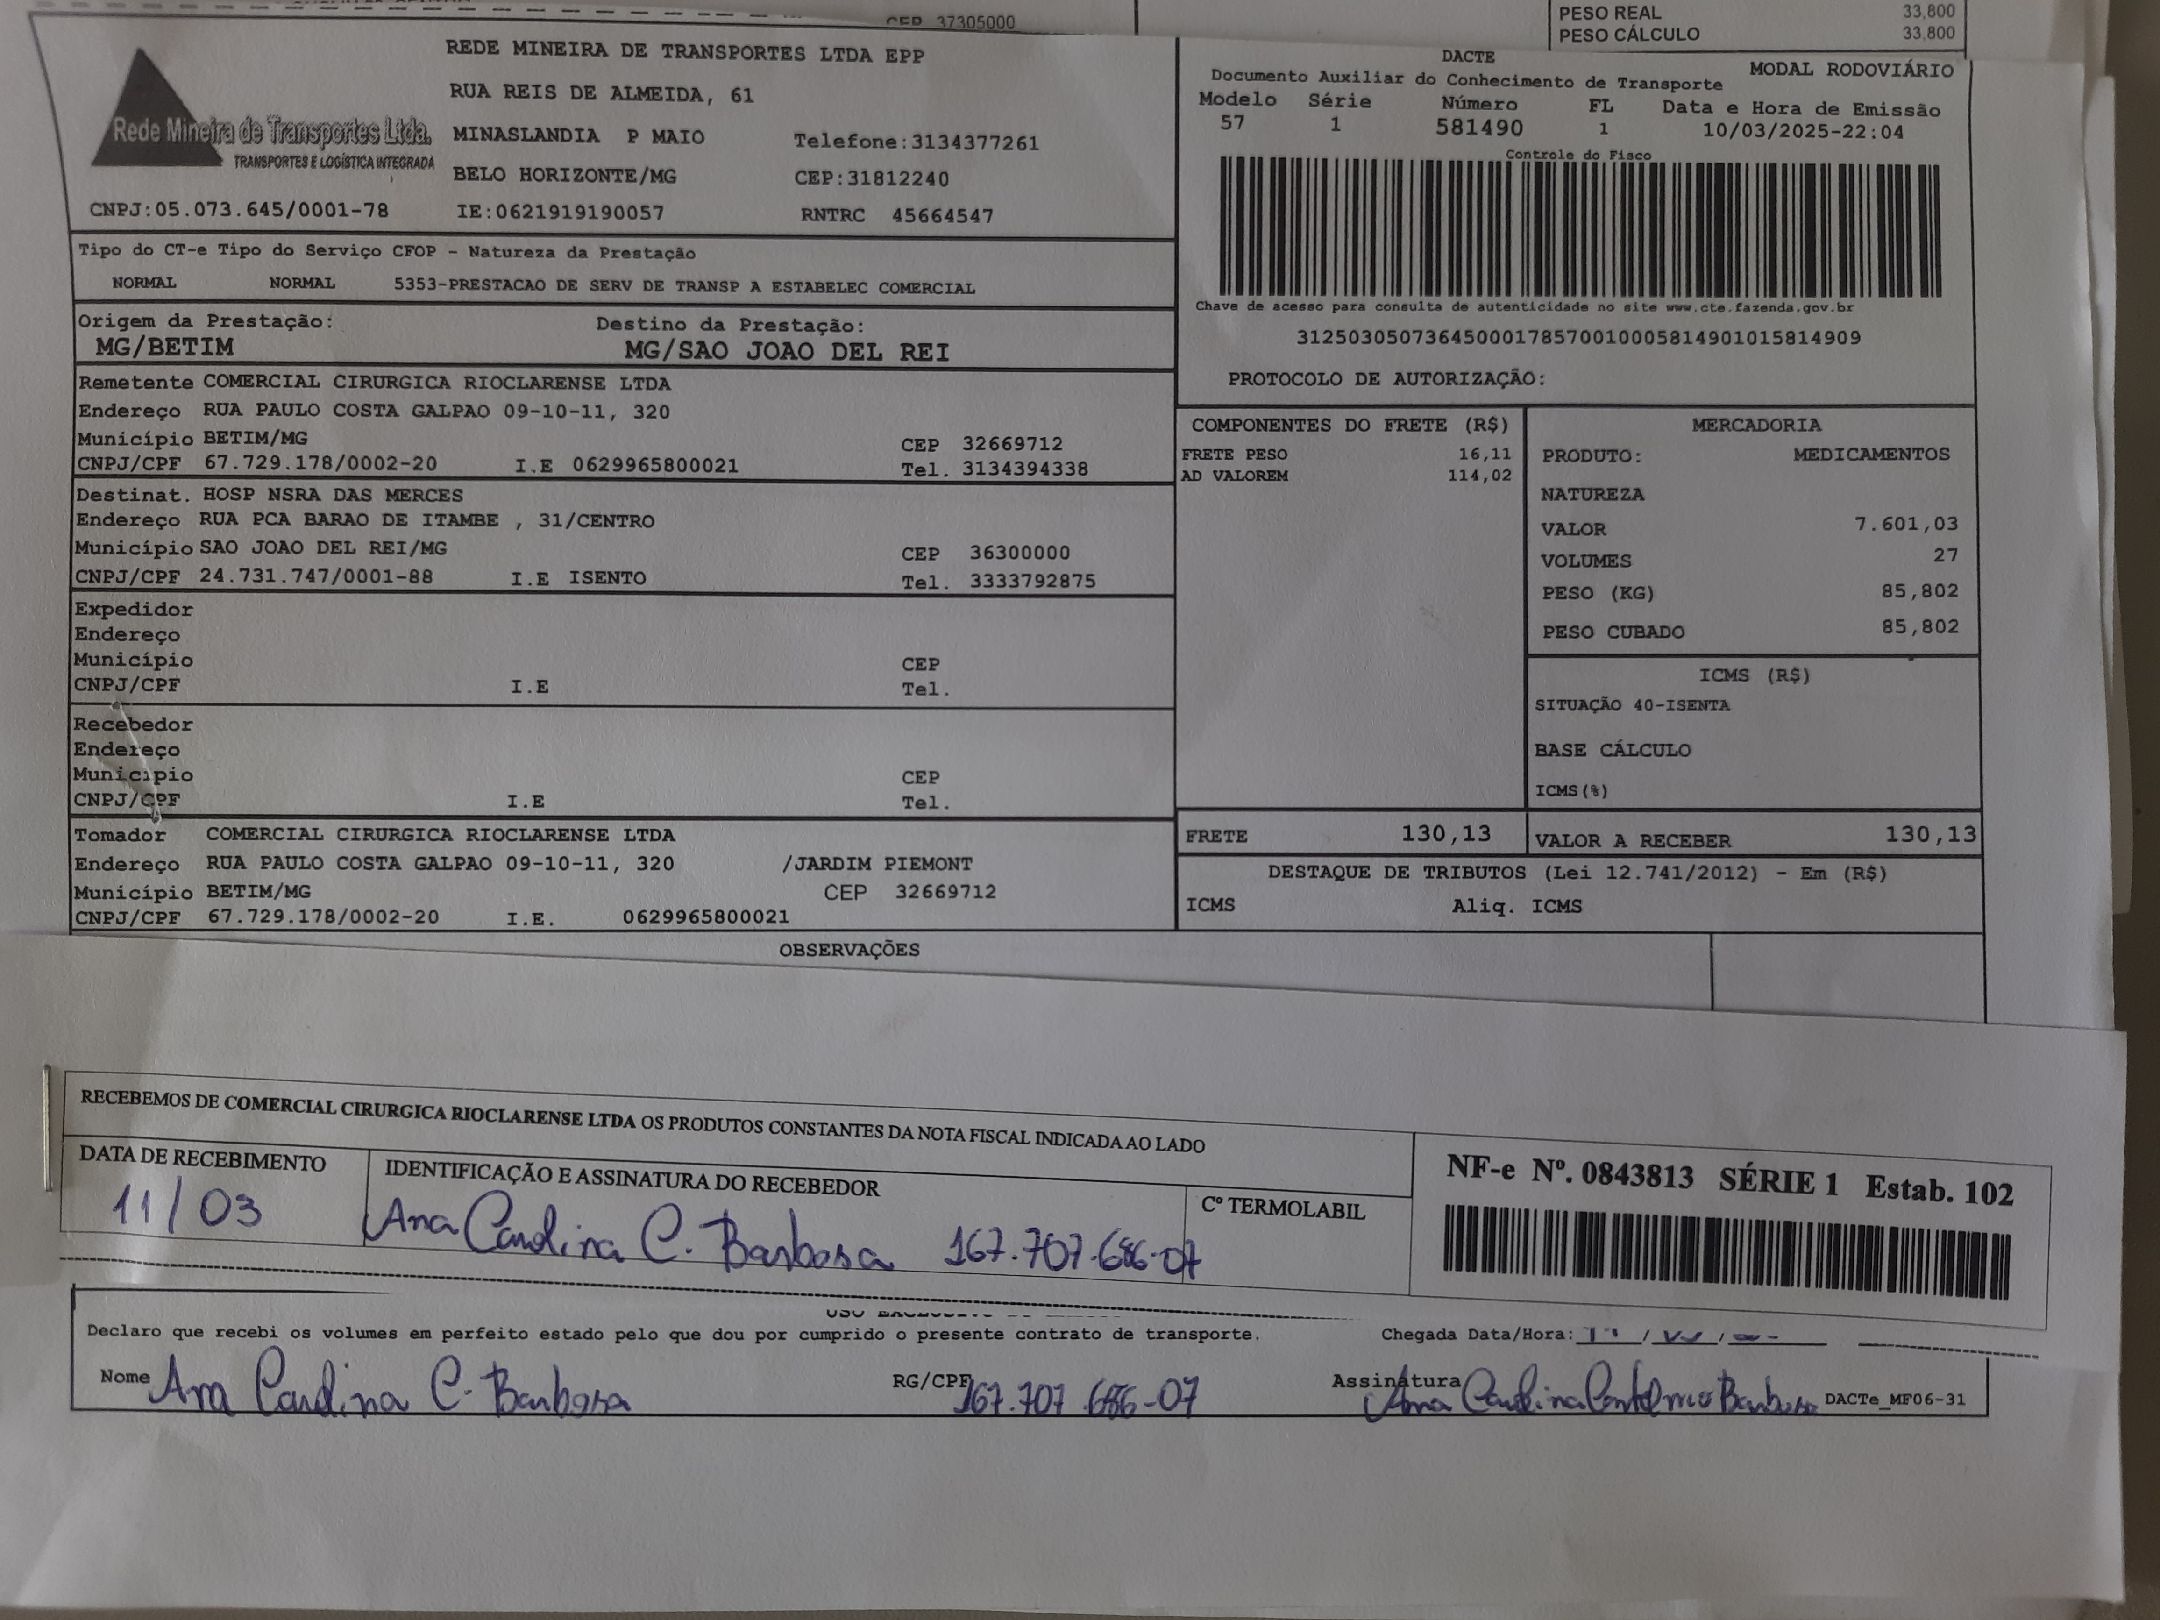 CEP 37305000
PESO REAL 33,800
PESO CÁLCULO 33,800
Rede Mineira de Transportes Ltda.
TRANSPORTES E LOGÍSTICA INTEGRADA
CNPJ:05.073.645/0001-78
REDE MINEIRA DE TRANSPORTES LTDA EPP
RUA REIS DE ALMEIDA, 61
MINASLANDIA P MAIO Telefone:3134377261
BELO HORIZONTE/MG CEP:31812240
IE:0621919190057 RNTRC 45664547
DACTE
Documento Auxiliar do Conhecimento de Transporte MODAL RODOVIÁRIO
Modelo Série Número FL Data e Hora de Emissão
57 1 581490 1 10/03/2025-22:04
Controle do Fisco
Chave de acesso para consulta de autenticidade no site www.cte.fazenda.gov.br
31250305073645000178570010005814901015814909
PROTOCOLO DE AUTORIZAÇÃO:
Tipo do CT-e Tipo do Serviço CFOP - Natureza da Prestação
NORMAL NORMAL 5353-PRESTACAO DE SERV DE TRANSP A ESTABELEC COMERCIAL
Origem da Prestação: Destino da Prestação:
MG/BETIM MG/SAO JOAO DEL REI
Remetente COMERCIAL CIRURGICA RIOCLARENSE LTDA
Endereço RUA PAULO COSTA GALPAO 09-10-11, 320
Município BETIM/MG CEP 32669712
CNPJ/CPF 67.729.178/0002-20 I.E 0629965800021 Tel. 3134394338
Destinat. HOSP NSRA DAS MERCES
Endereço RUA PCA BARAO DE ITAMBE , 31/CENTRO
Município SAO JOAO DEL REI/MG CEP 36300000
CNPJ/CPF 24.731.747/0001-88 I.E ISENTO Tel. 3333792875
Expedidor
Endereço
Município CEP
CNPJ/CPF I.E Tel.
Recebedor
Endereço
Município CEP
CNPJ/CPF I.E Tel.
Tomador COMERCIAL CIRURGICA RIOCLARENSE LTDA
Endereço RUA PAULO COSTA GALPAO 09-10-11, 320 /JARDIM PIEMONT
Município BETIM/MG CEP 32669712
CNPJ/CPF 67.729.178/0002-20 I.E. 0629965800021
COMPONENTES DO FRETE (R$)
FRETE PESO 16,11
AD VALOREM 114,02
MERCADORIA
PRODUTO: MEDICAMENTOS
NATUREZA
VALOR 7.601,03
VOLUMES 27
PESO (KG) 85,802
PESO CUBADO 85,802
ICMS (R$)
SITUAÇÃO 40-ISENTA
BASE CÁLCULO
ICMS(%)
FRETE 130,13 VALOR A RECEBER 130,13
DESTAQUE DE TRIBUTOS (Lei 12.741/2012) - Em (R$)
ICMS Aliq. ICMS
OBSERVAÇÕES
RECEBEMOS DE COMERCIAL CIRURGICA RIOCLARENSE LTDA OS PRODUTOS CONSTANTES DA NOTA FISCAL INDICADA AO LADO
DATA DE RECEBIMENTO IDENTIFICAÇÃO E ASSINATURA DO RECEBEDOR Cº TERMOLABIL
11/03 Ana Carolina C. Barbosa 167.707.686-07
NF-e Nº. 0843813 SÉRIE 1 Estab. 102
Declaro que recebi os volumes em perfeito estado pelo que dou por cumprido o presente contrato de transporte. Chegada Data/Hora:
Nome Ana Carolina C. Barbosa RG/CPF 167.707.686-07 Assinatura Ana Carolina Barbosa DACTe_MF06-31